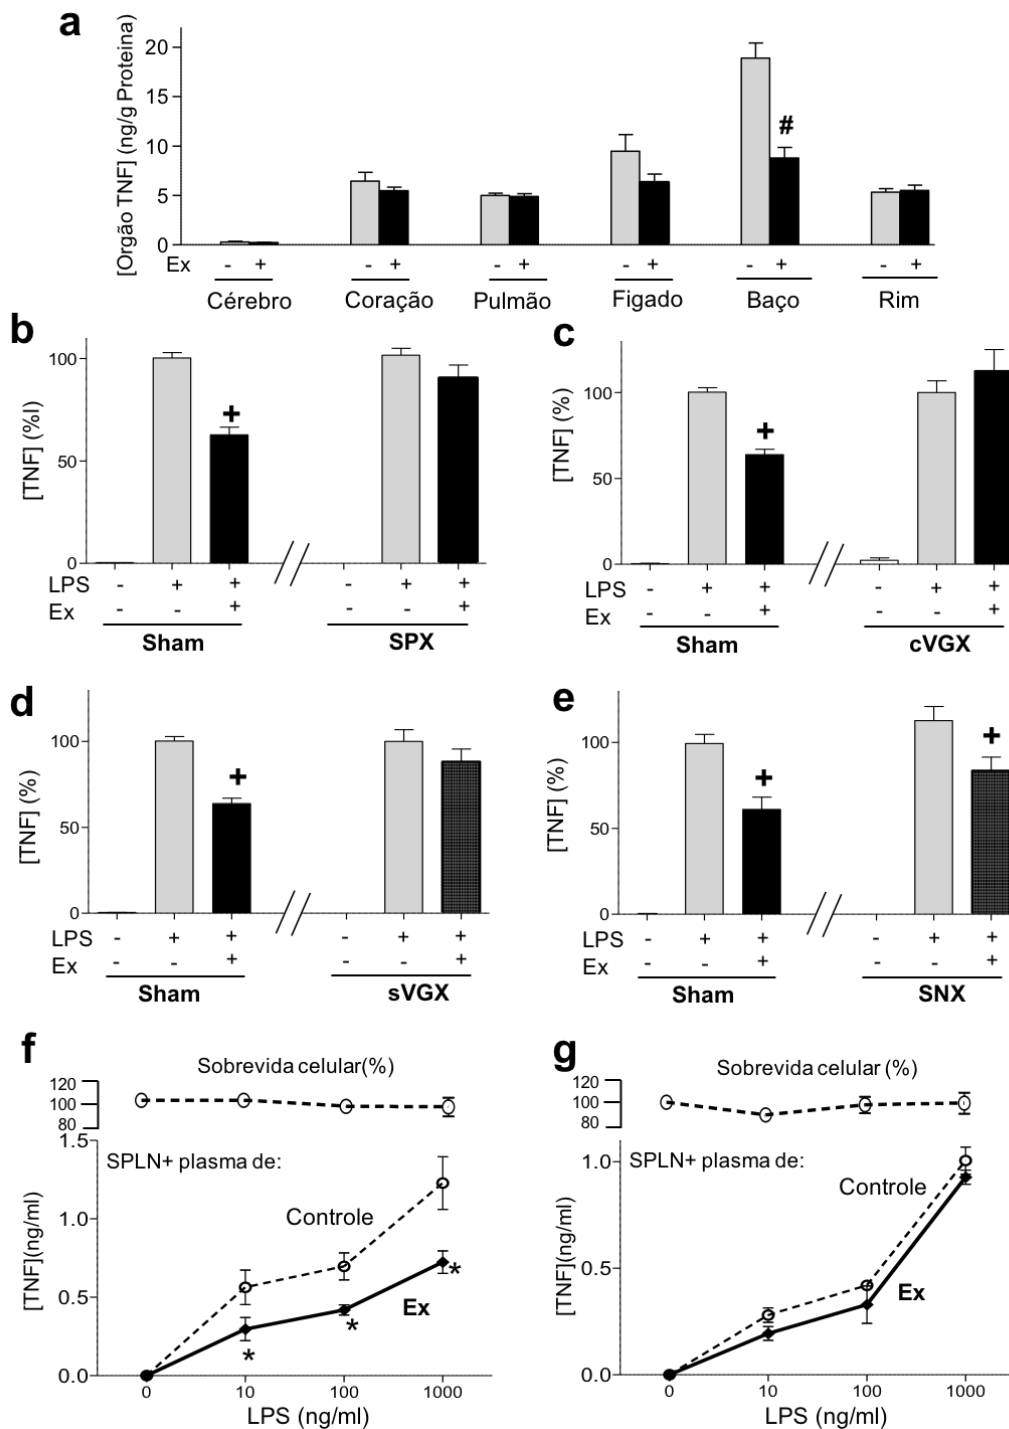 a
[Orgão TNF] (ng/g Proteina)
20
15
10
5
0
#
Ex - + - + - + - + - + - +
Cérebro Coração Pulmão Figado Baço Rim
b
[TNF] (%l)
100
50
0
+
LPS - + + - + +
Ex - - + - - +
Sham SPX
c
[TNF] (%)
100
50
0
+
LPS - + + - + +
Ex - - + - - +
Sham cVGX
d
[TNF] (%)
100
50
0
+
LPS - + + - + +
Ex - - + - - +
Sham sVGX
e
[TNF] (%)
100
50
0
+ +
LPS - + + - + +
Ex - - + - - +
Sham SNX
f
Sobrevida celular(%)
120
100
80
SPLN+ plasma de:
[TNF](ng/ml)
1.5
1.0
0.5
0.0
Controle
Ex
* * *
0 10 100 1000
LPS (ng/ml)
g
Sobrevida celular (%)
120
100
80
SPLN+ plasma de:
[TNF](ng/ml)
1.0
0.5
0.0
Controle
Ex
0 10 100 1000
LPS (ng/ml)